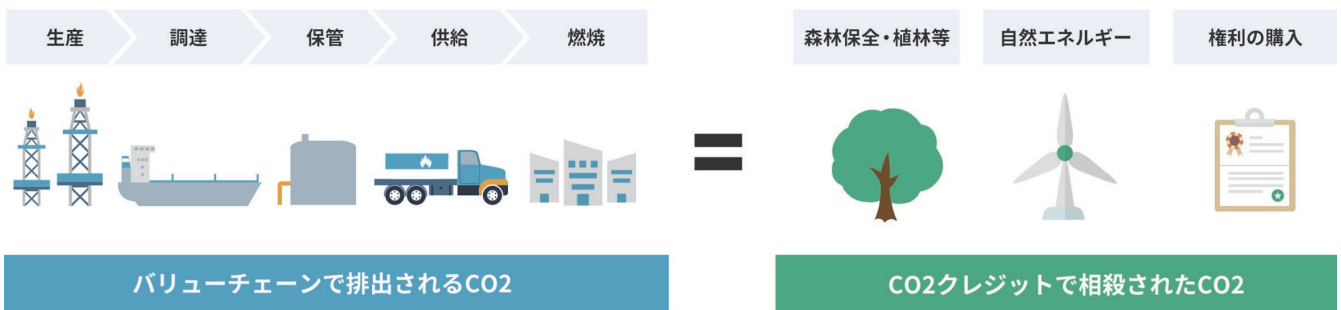 生産
調達
保管
供給
燃焼
森林保全・植林等
自然エネルギー
権利の購入
バリューチェーンで排出されるCO2
CO2クレジットで相殺されたCO2